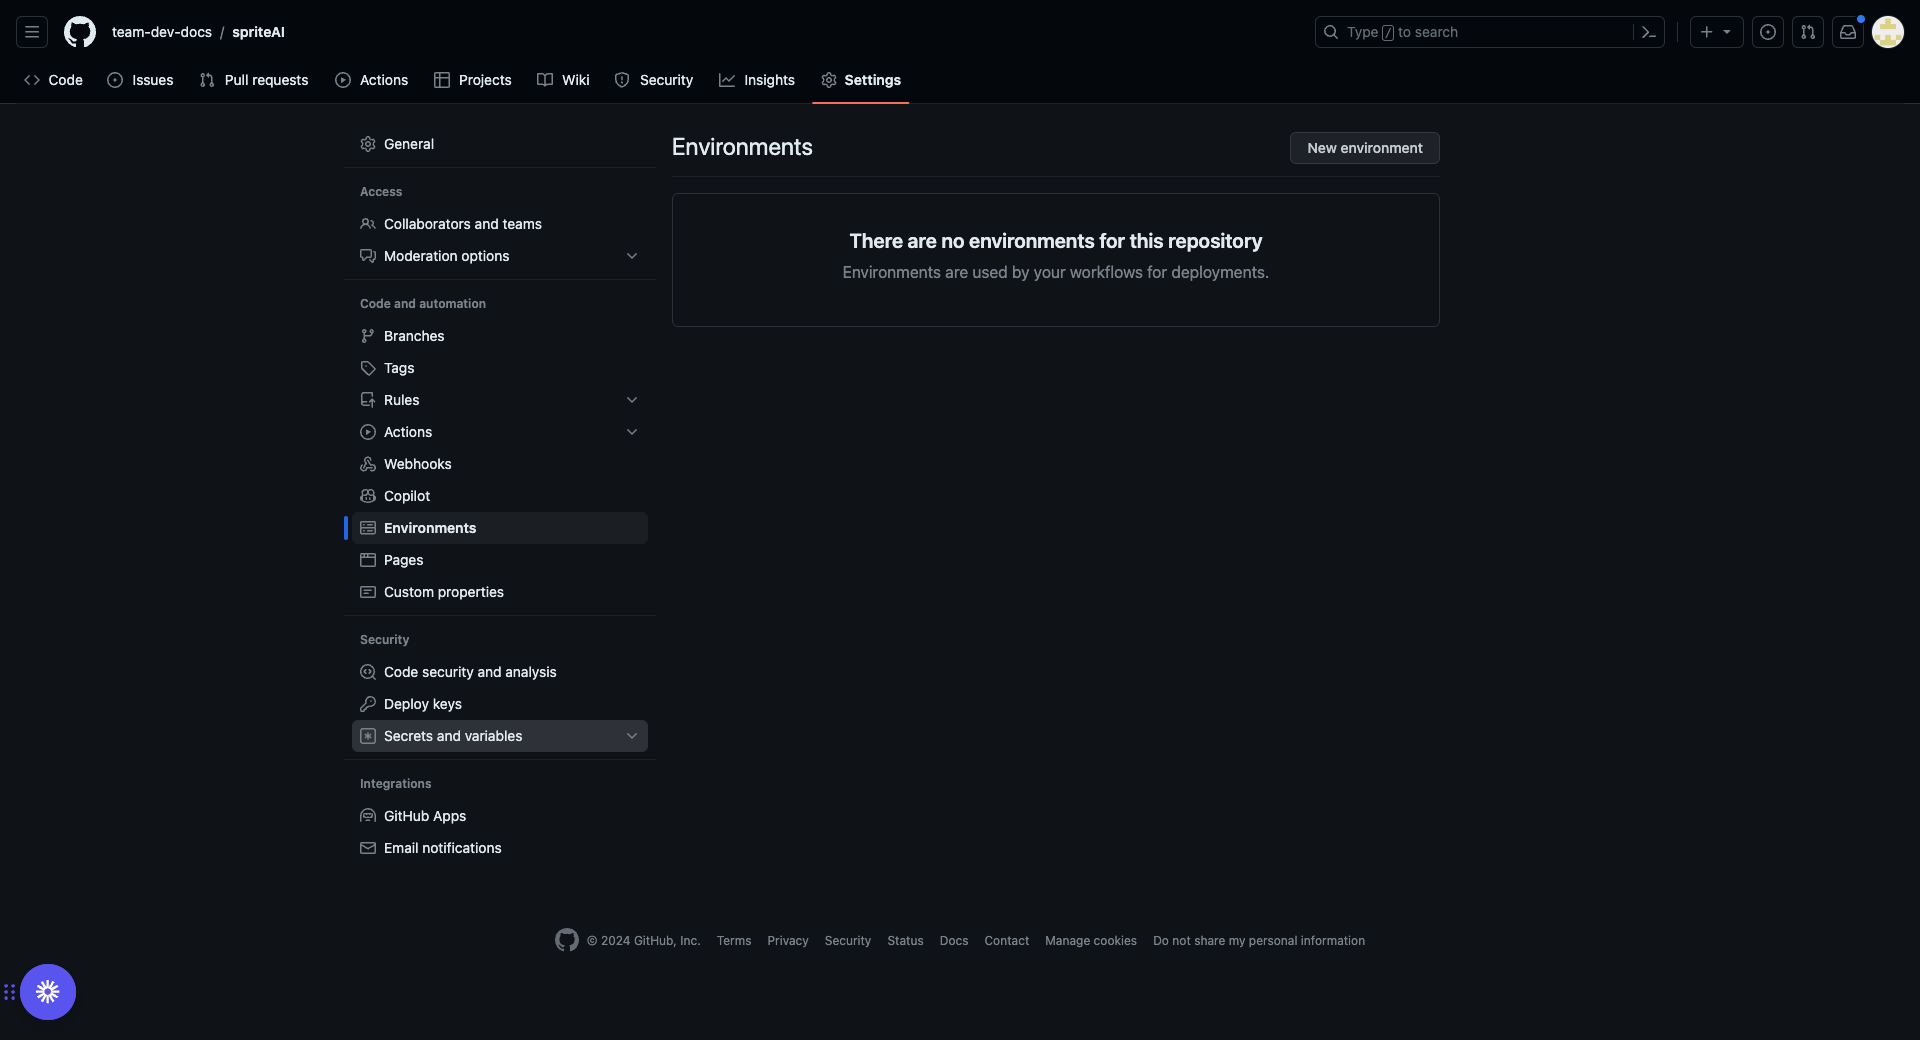 team-dev-docs / spriteAI
Type / to search
Code Issues Pull requests Actions Projects Wiki Security Insights Settings
General
Access
Collaborators and teams
Moderation options
Code and automation
Branches
Tags
Rules
Actions
Webhooks
Copilot
Environments
Pages
Custom properties
Security
Code security and analysis
Deploy keys
Secrets and variables
Integrations
GitHub Apps
Email notifications
Environments
New environment
There are no environments for this repository
Environments are used by your workflows for deployments.
© 2024 GitHub, Inc. Terms Privacy Security Status Docs Contact Manage cookies Do not share my personal information